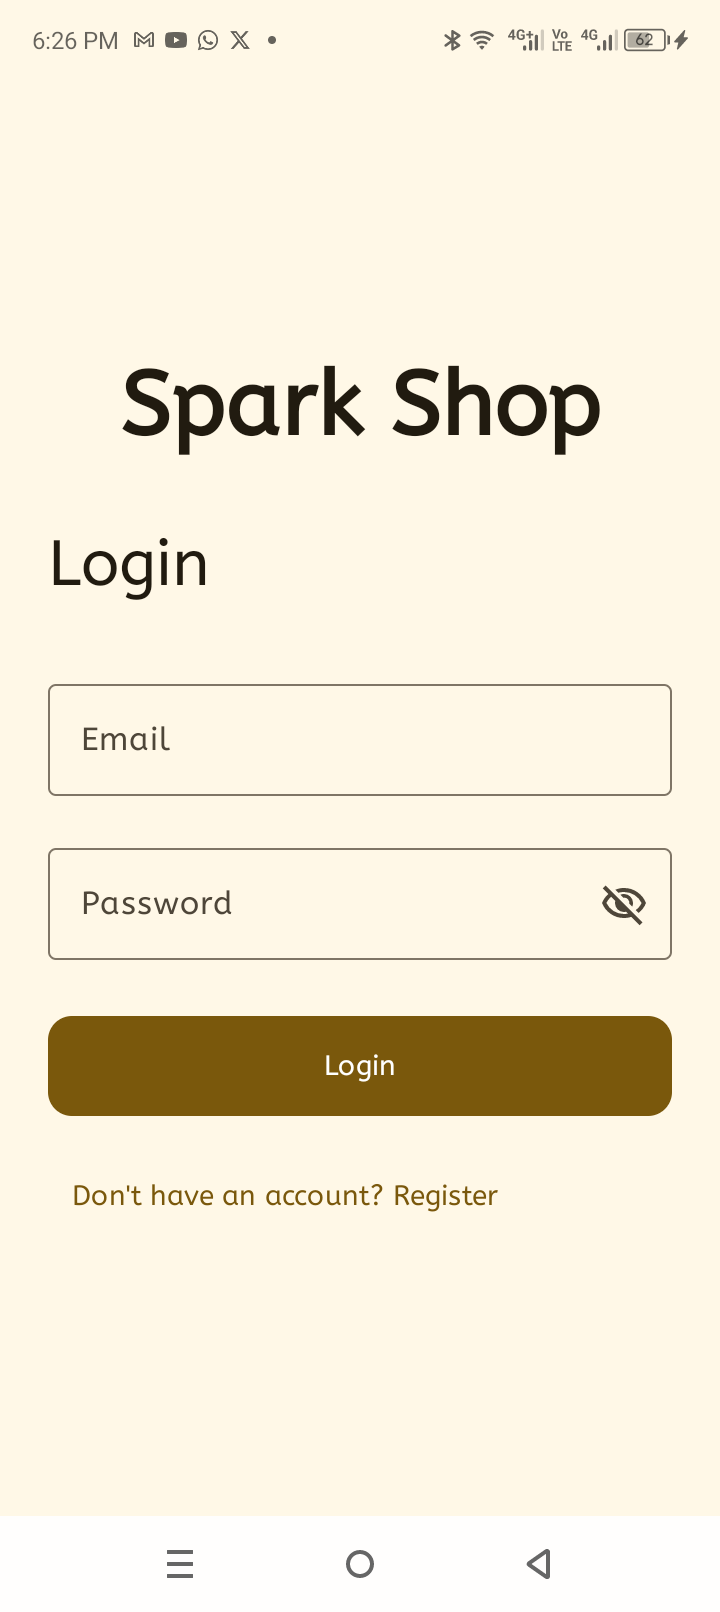 6:26 PM 4G+ Vo LTE 4G 62
Spark Shop
Login
Email
Password
Login
Don't have an account? Register